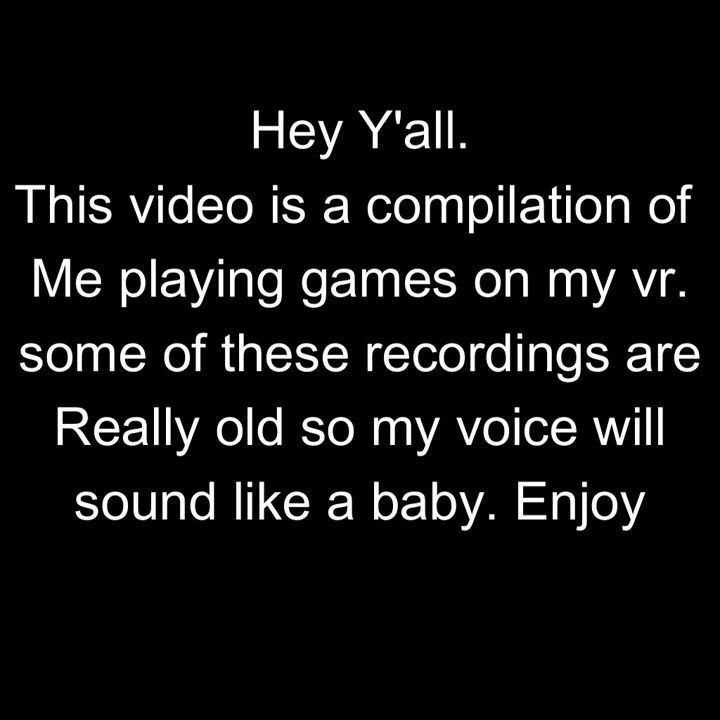 Hey Y'all.
This video is a compilation of
Me playing games on my vr.
some of these recordings are
Really old so my voice will
sound like a baby. Enjoy